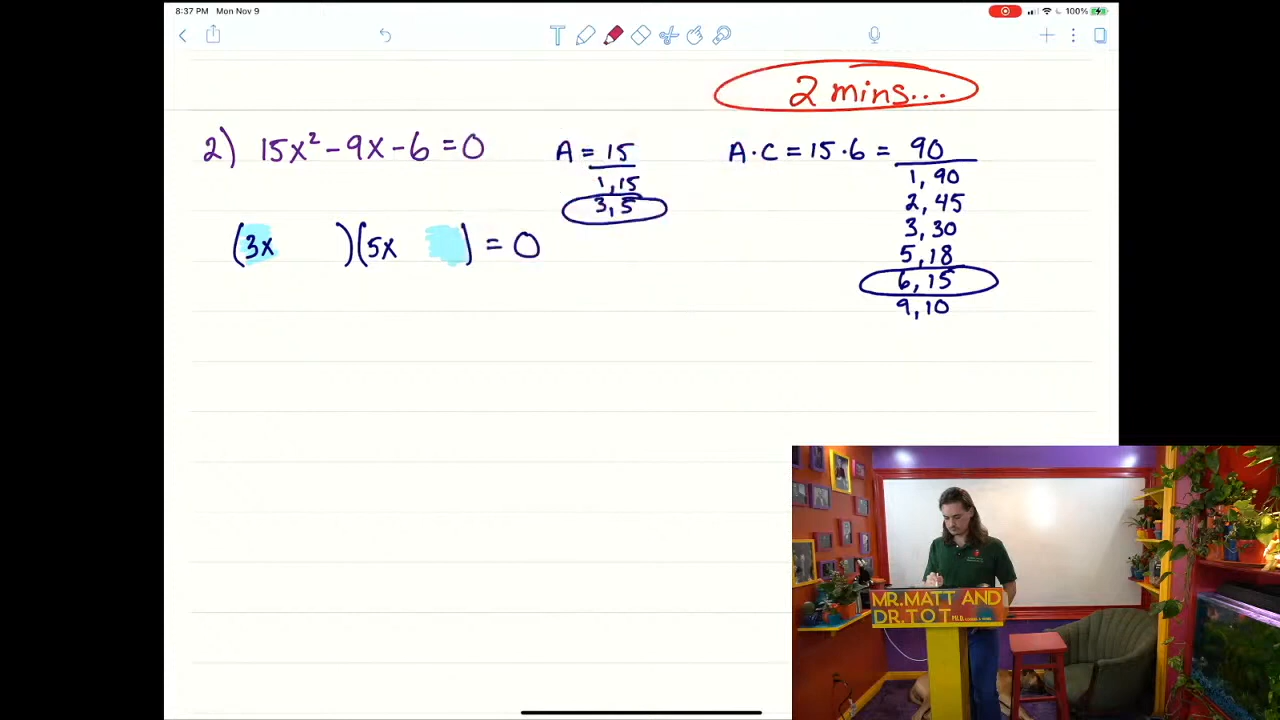 8:37 PM Mon Nov 9
100%
2 mins...
2) 15x² - 9x - 6 = 0
A = 15
1, 15
3, 5
A · C = 15 · 6 = 90
1, 90
2, 45
3, 30
5, 18
6, 15
9, 10
(3x )(5x ) = 0
MR. MATT AND
DR. TOT PH.D.